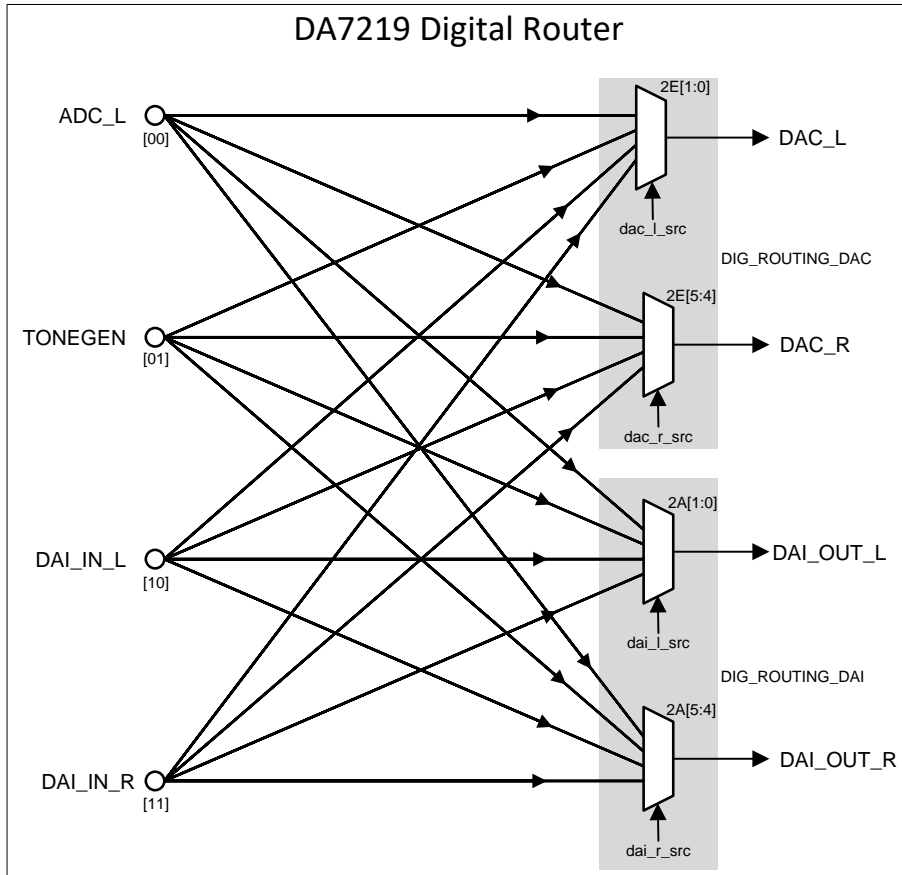 DA7219 Digital Router
2E[1:0]
ADC_L
[00]
DAC_L
dac_l_src
DIG_ROUTING_DAC
2E[5:4]
TONEGEN
[01]
DAC_R
dac_r_src
2A[1:0]
DAI_IN_L
[10]
DAI_OUT_L
dai_l_src
DIG_ROUTING_DAI
2A[5:4]
DAI_IN_R
[11]
DAI_OUT_R
dai_r_src